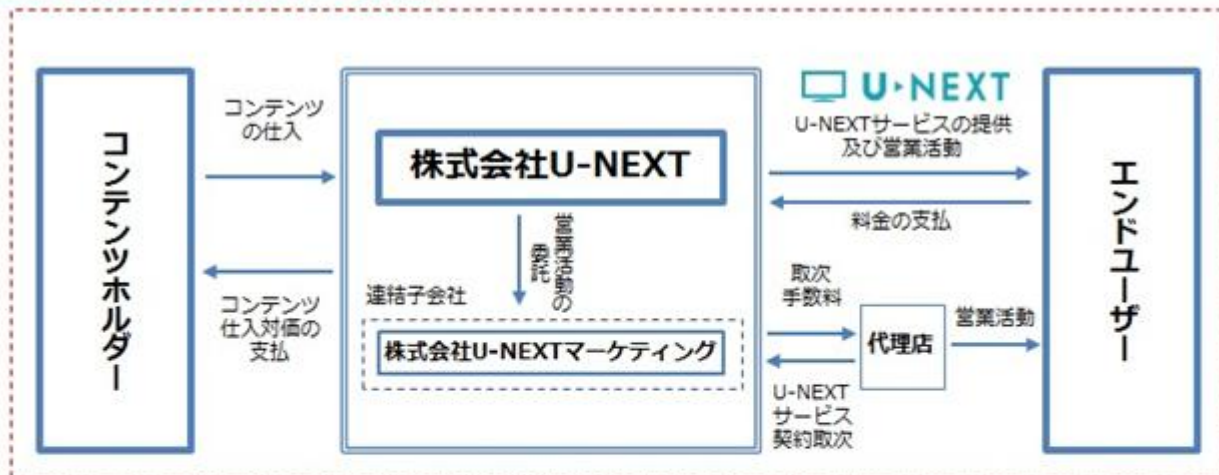 コンテンツホルダー
コンテンツ
の仕入
コンテンツ
仕入対価の
支払
株式会社U-NEXT
営業活動の
委託
連結子会社
株式会社U-NEXTマーケティング
U-NEXT
U-NEXTサービスの提供
及び営業活動
料金の支払
取次
手数料
代理店
営業活動
U-NEXT
サービス
契約取次
エンドユーザー